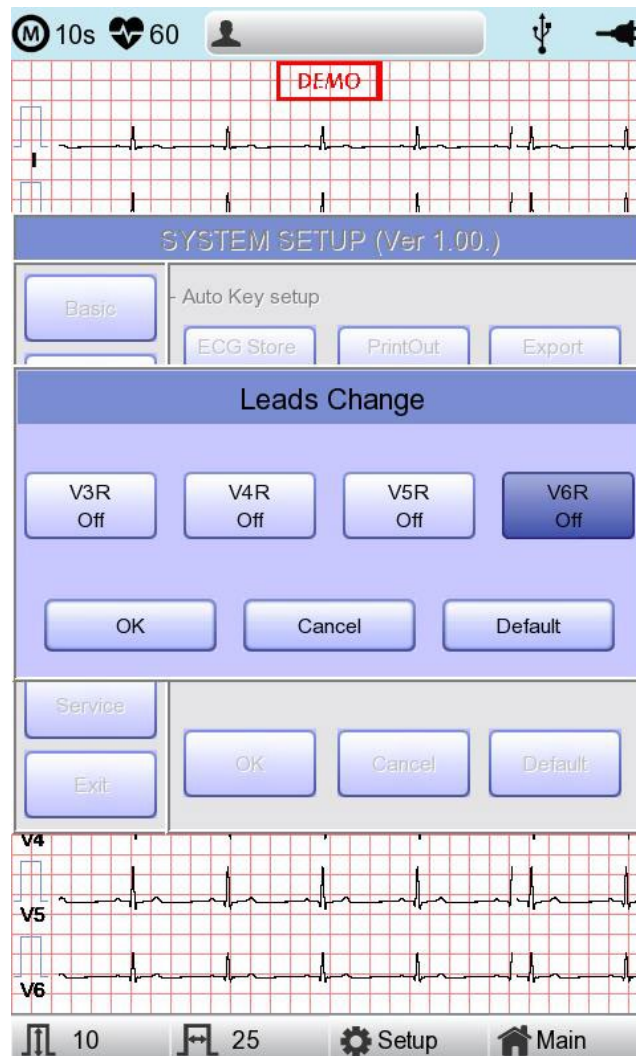 M 10s 60
DEMO
I
SYSTEM SETUP (Ver 1.00.)
Basic
Auto Key setup
ECG Store PrintOut Export
Leads Change
V3R V4R V5R V6R
Off Off Off Off
OK Cancel Default
Service
OK Cancel Default
Exit
V4
V5
V6
10 25 Setup Main